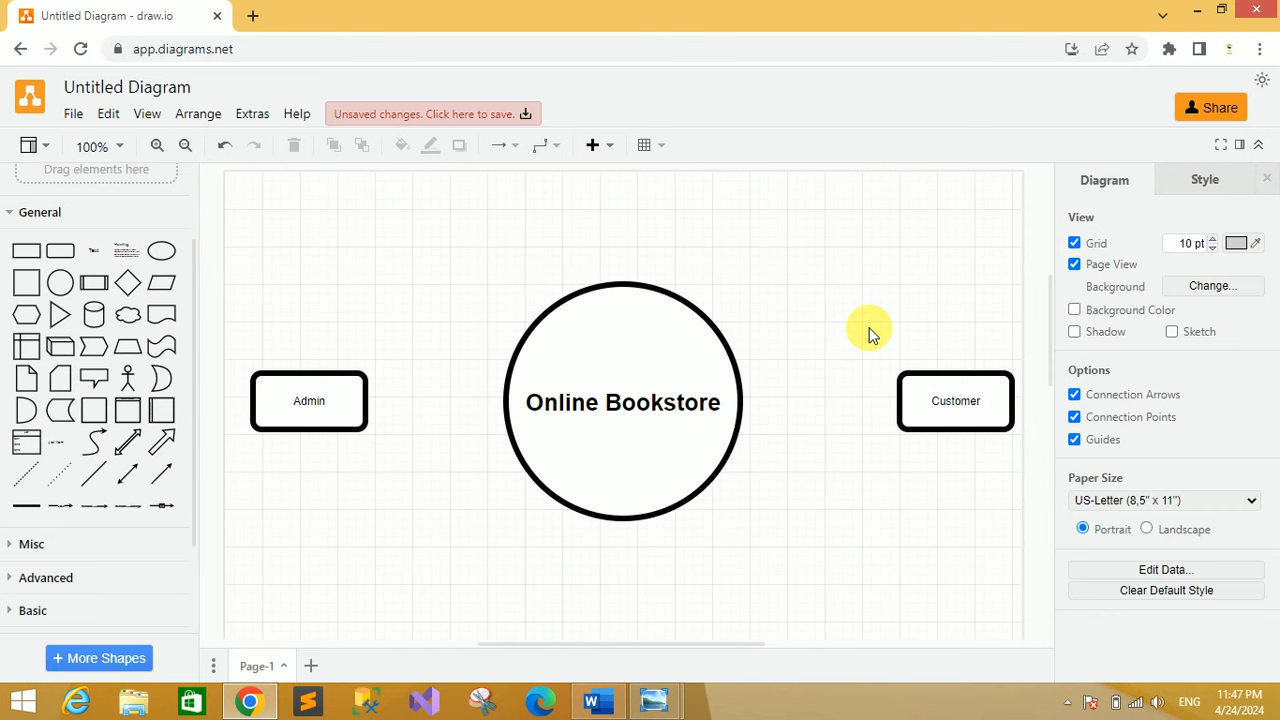 Untitled Diagram - draw.io
app.diagrams.net
Untitled Diagram
File Edit View Arrange Extras Help Unsaved changes. Click here to save.
Share
100%
Drag elements here
General
Text
Heading
Misc
Advanced
Basic
+ More Shapes
Admin
Online Bookstore
Customer
Page-1
Diagram Style
View
Grid 10 pt
Page View
Background Change...
Background Color
Shadow Sketch
Options
Connection Arrows
Connection Points
Guides
Paper Size
US-Letter (8,5" x 11")
Portrait Landscape
Edit Data...
Clear Default Style
ENG
11:47 PM
4/24/2024